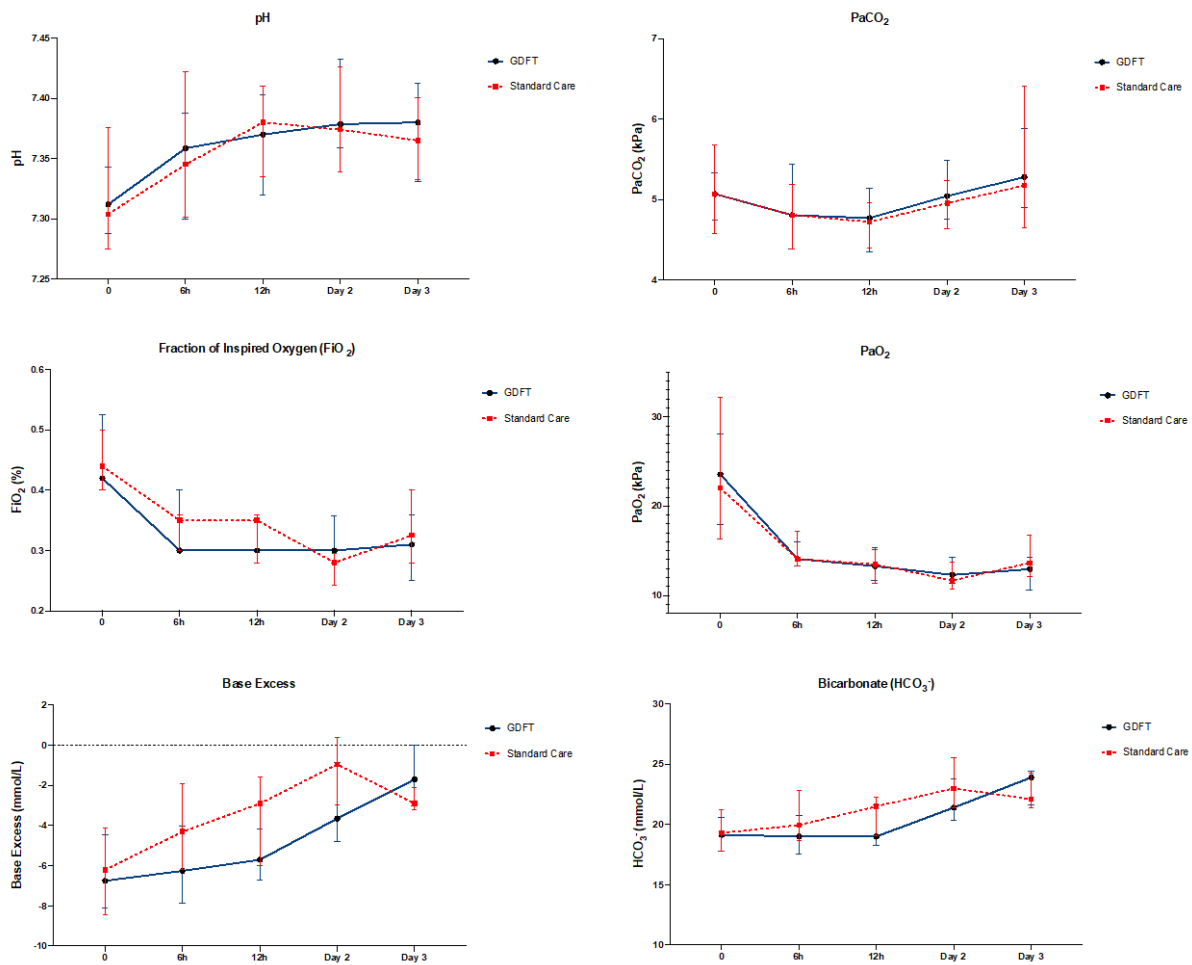 pH
7.45
7.40
7.35
7.30
7.25
pH
0 6h 12h Day 2 Day 3
GDFT
Standard Care
PaCO₂
7
6
5
4
PaCO₂ (kPa)
0 6h 12h Day 2 Day 3
GDFT
Standard Care
Fraction of Inspired Oxygen (FiO₂)
0.6
0.5
0.4
0.3
0.2
FiO₂ (%)
0 6h 12h Day 2 Day 3
GDFT
Standard Care
PaO₂
30
20
10
PaO₂ (kPa)
0 6h 12h Day 2 Day 3
GDFT
Standard Care
Base Excess
2
0
-2
-4
-6
-8
-10
Base Excess (mmol/L)
0 6h 12h Day 2 Day 3
GDFT
Standard Care
Bicarbonate (HCO₃⁻)
30
25
20
15
10
HCO₃⁻ (mmol/L)
0 6h 12h Day 2 Day 3
GDFT
Standard Care